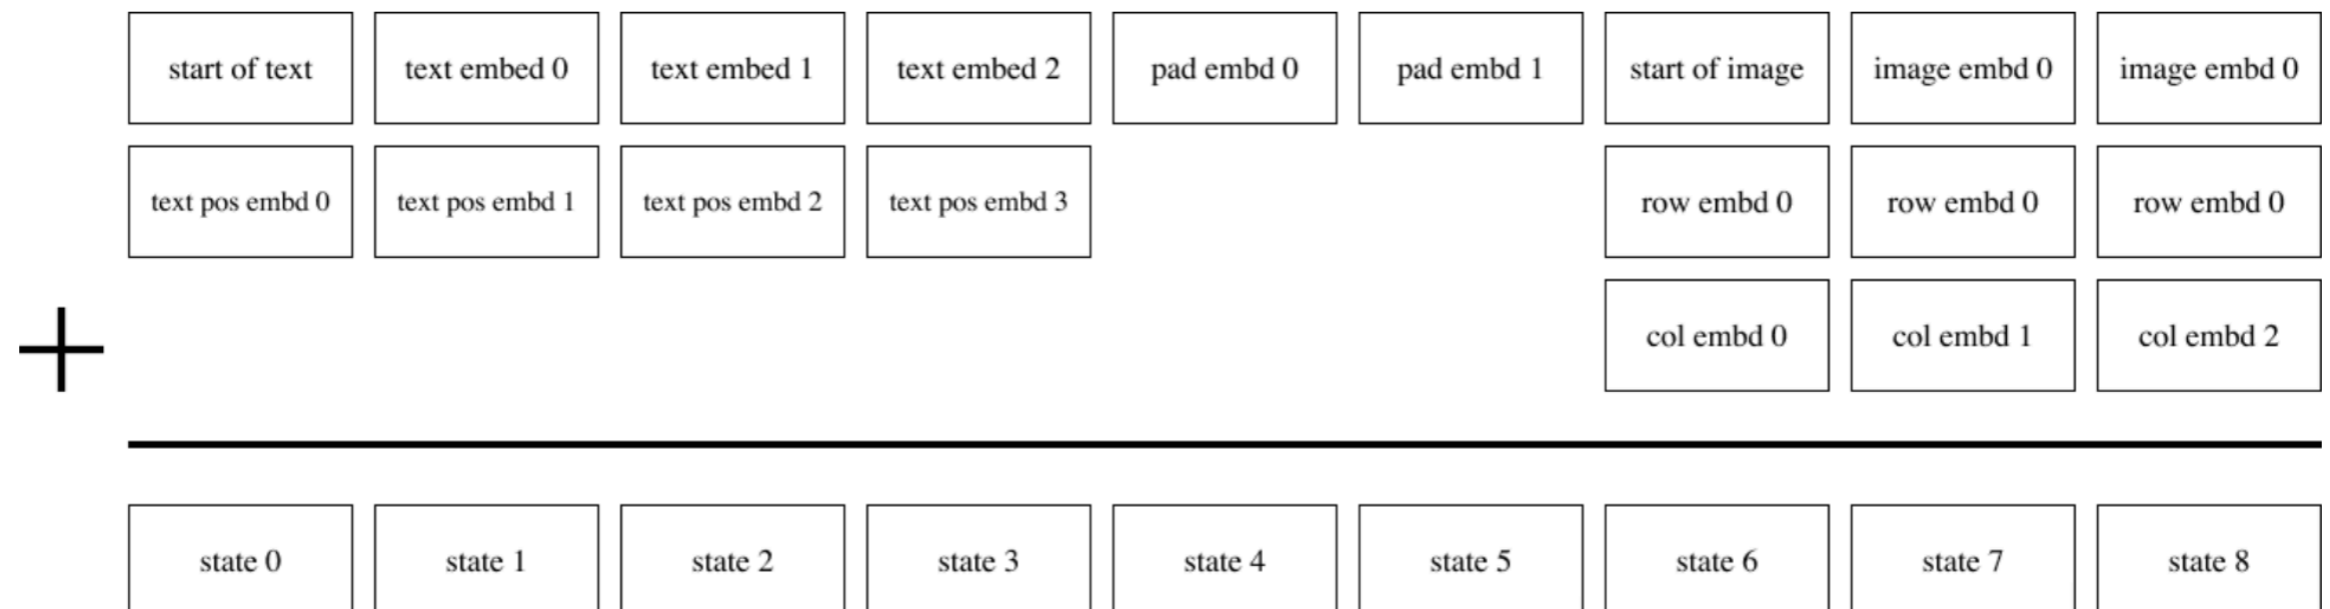 start of text text embed 0 text embed 1 text embed 2 pad embd 0 pad embd 1 start of image image embd 0 image embd 0
text pos embd 0 text pos embd 1 text pos embd 2 text pos embd 3 row embd 0 row embd 0 row embd 0
col embd 0 col embd 1 col embd 2
+
state 0 state 1 state 2 state 3 state 4 state 5 state 6 state 7 state 8